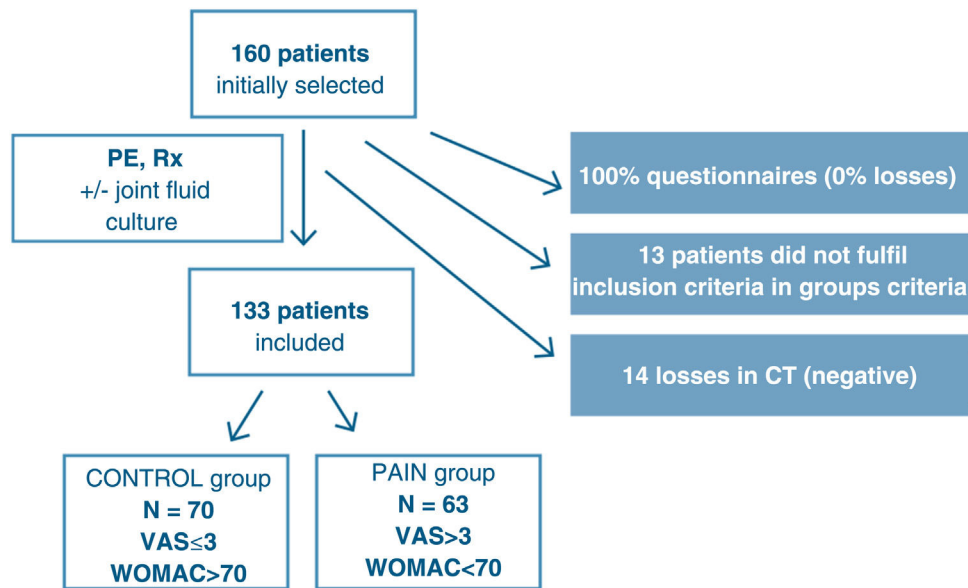 160 patients
initially selected
PE, Rx
+/- joint fluid
culture
100% questionnaires (0% losses)
13 patients did not fulfil
inclusion criteria in groups criteria
133 patients
included
14 losses in CT (negative)
CONTROL group
N = 70
VAS≤3
WOMAC>70
PAIN group
N = 63
VAS>3
WOMAC<70